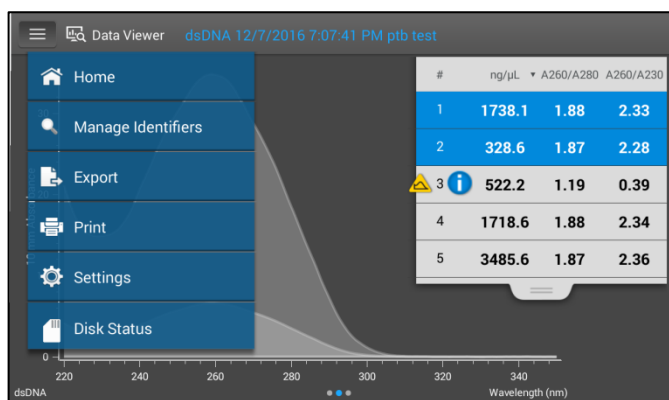 Data Viewer dsDNA 12/7/2016 7:07:41 PM ptb test
Home
Manage Identifiers
Export
Print
Settings
Disk Status
# ng/µL ▾ A260/A280 A260/A230
1 1738.1 1.88 2.33
2 328.6 1.87 2.28
3 522.2 1.19 0.39
4 1718.6 1.88 2.34
5 3485.6 1.87 2.36
0
220 240 260 280 300 320 340
dsDNA Wavelength (nm)